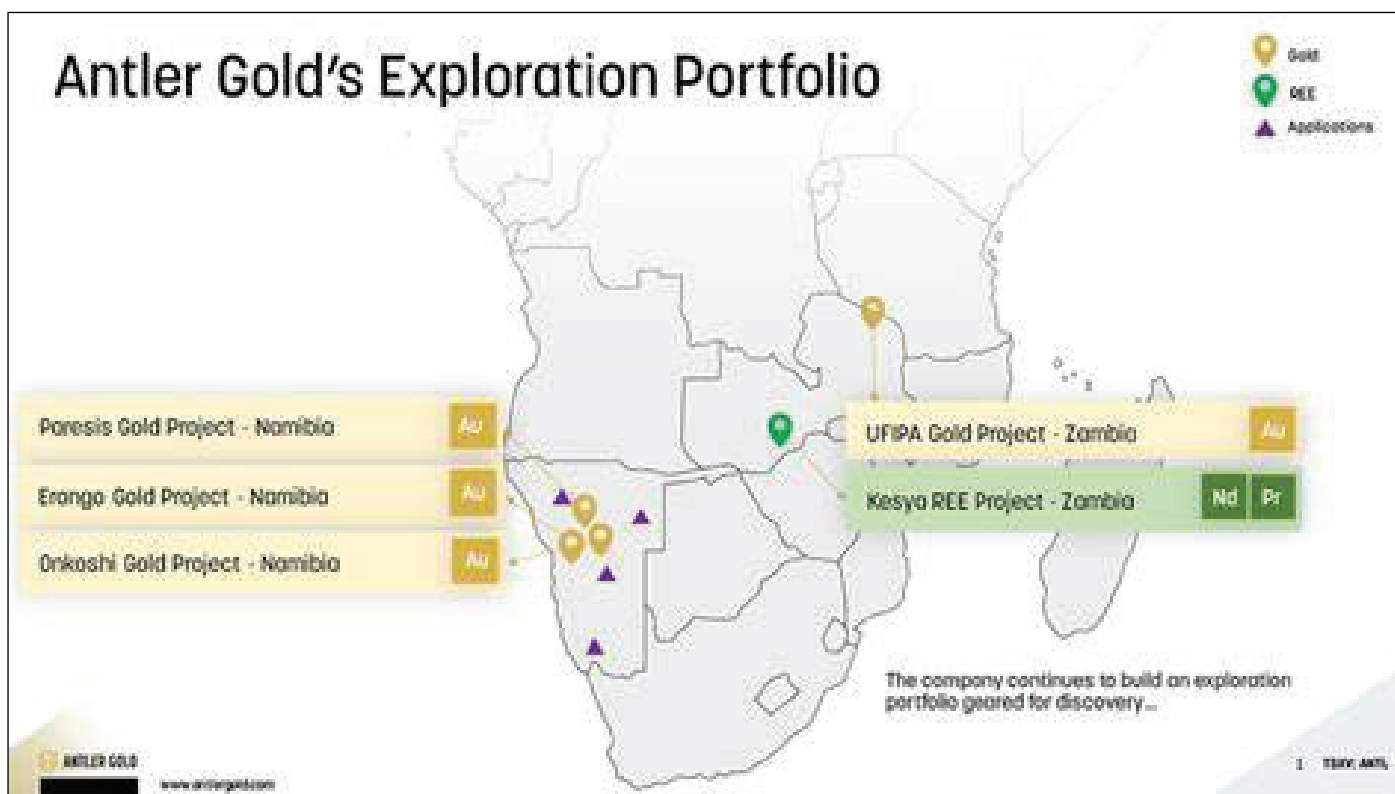 Antler Gold's Exploration Portfolio
Gold
REE
Applications
Paresis Gold Project - Namibia
Au
Erongo Gold Project - Namibia
Au
Onkoshi Gold Project - Namibia
Au
UFIPA Gold Project - Zambia
Au
Kesya REE Project - Zambia
Nd Pr
The company continues to build an exploration
portfolio geared for discovery...
ANTLER GOLD
www.antlergold.com
1 TSXV: ANTL